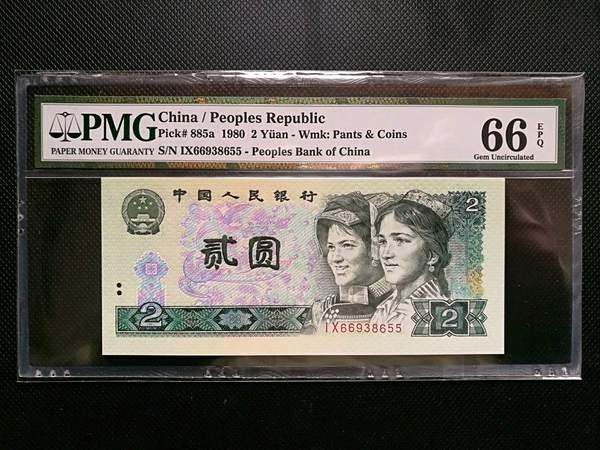 PMG
PAPER MONEY GUARANTY
China / Peoples Republic
Pick# 885a 1980 2 Yüan - Wmk: Pants & Coins
S/N IX66938655 - Peoples Bank of China
66 EPQ
Gem Uncirculated
中国人民银行
贰圆
2
2
2
IX66938655